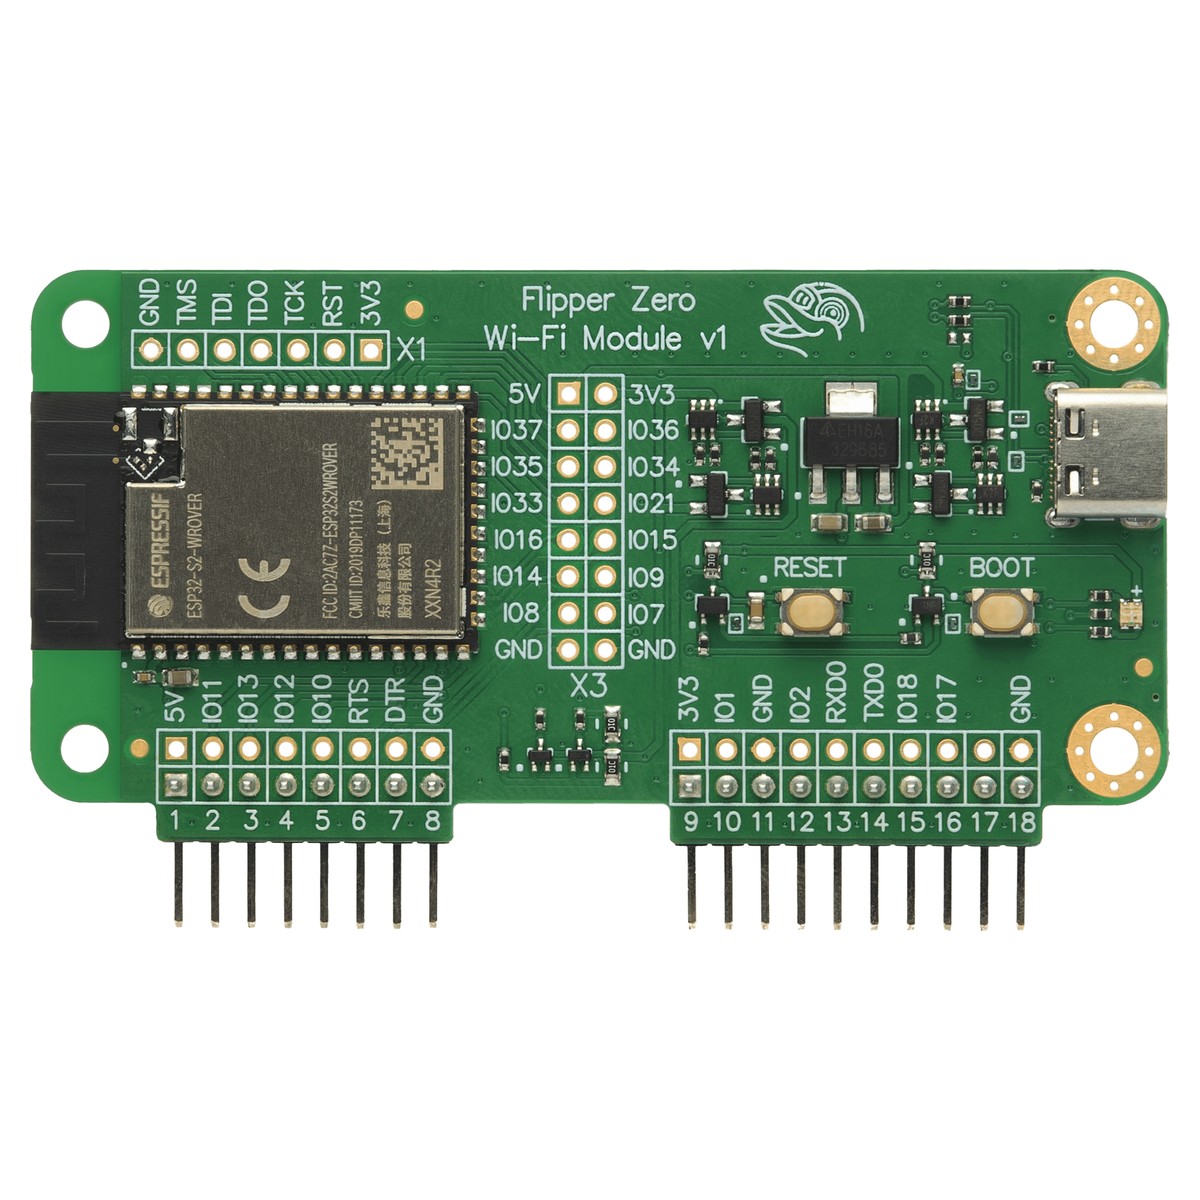 GND TMS TDI TDO TCK RST 3V3
X1
Flipper Zero
Wi-Fi Module v1
5V 3V3
IO37 IO36
IO35 IO34
IO33 IO21
IO16 IO15
IO14 IO9
IO8 IO7
GND GND
X3
ESPRESSIF
ESP32-S2-WROVER
CE
FCC ID:2AC7Z-ESP32S2WROVER
CMIIT ID:2019DP11173
乐鑫信息科技（上海）
股份有限公司
XXN4R2
EH16A
329685
RESET
BOOT
+
5V IO11 IO13 IO12 IO10 RTS DTR GND
1 2 3 4 5 6 7 8
3V3 IO1 GND IO2 RXD0 TXD0 IO18 IO17 GND
9 10 11 12 13 14 15 16 17 18